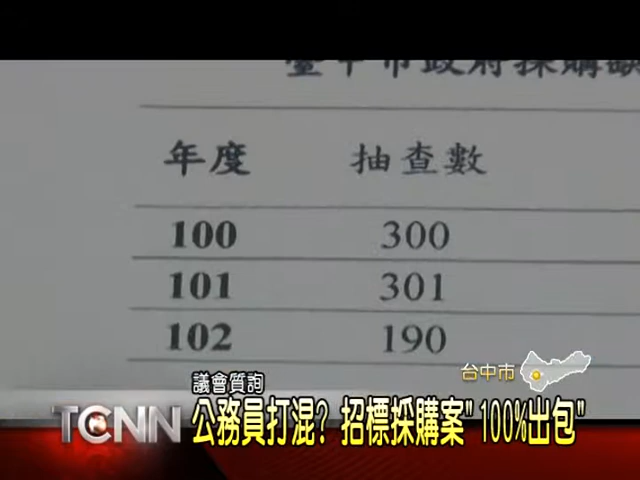 臺中市政府採購
年度 抽查數
100 300
101 301
102 190
台中市
議會質詢
TCNN 公務員打混? 招標採購案"100%出包"